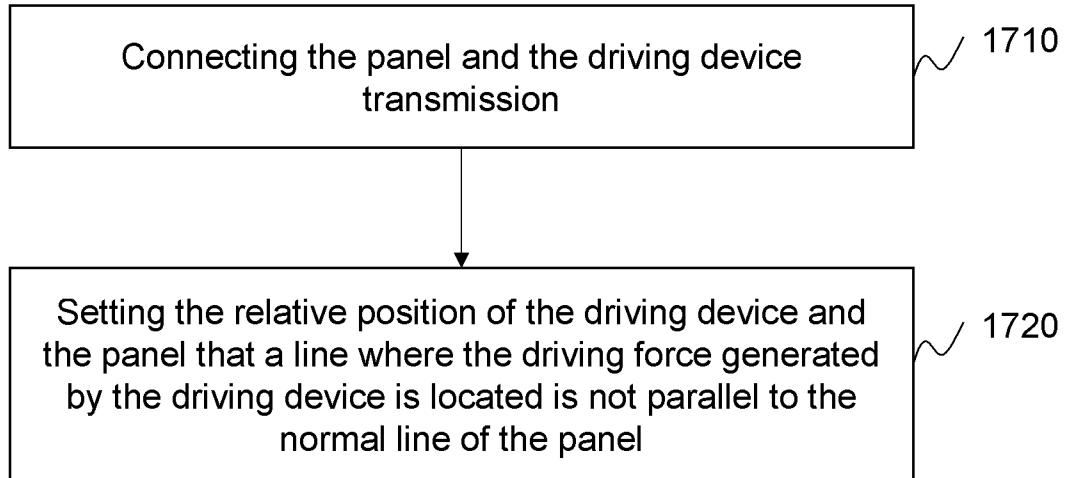 Connecting the panel and the driving device
transmission
1710
Setting the relative position of the driving device and
the panel that a line where the driving force generated
by the driving device is located is not parallel to the
normal line of the panel
1720